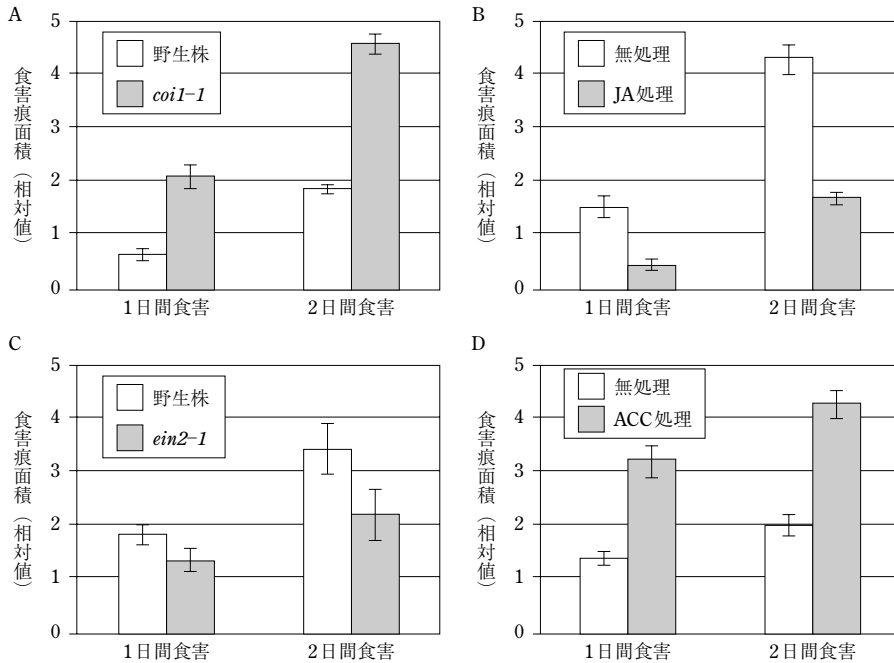 A
食害痕面積（相対値）
5
4
3
2
1
0
野生株
coi1-1
1日間食害
2日間食害
B
食害痕面積（相対値）
5
4
3
2
1
0
無処理
JA処理
1日間食害
2日間食害
C
食害痕面積（相対値）
5
4
3
2
1
0
野生株
ein2-1
1日間食害
2日間食害
D
食害痕面積（相対値）
5
4
3
2
1
0
無処理
ACC処理
1日間食害
2日間食害